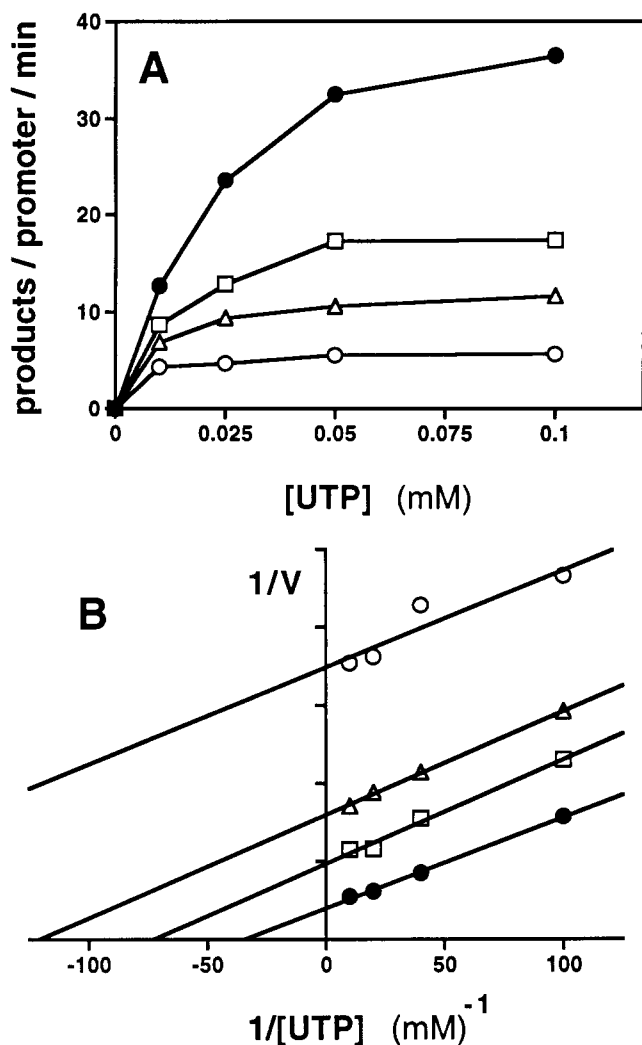 A
products / promoter / min
40
30
20
10
0
0 0.025 0.05 0.075 0.1
[UTP] (mM)
B
1/V
-100 -50 0 50 100
1/[UTP] (mM)-1